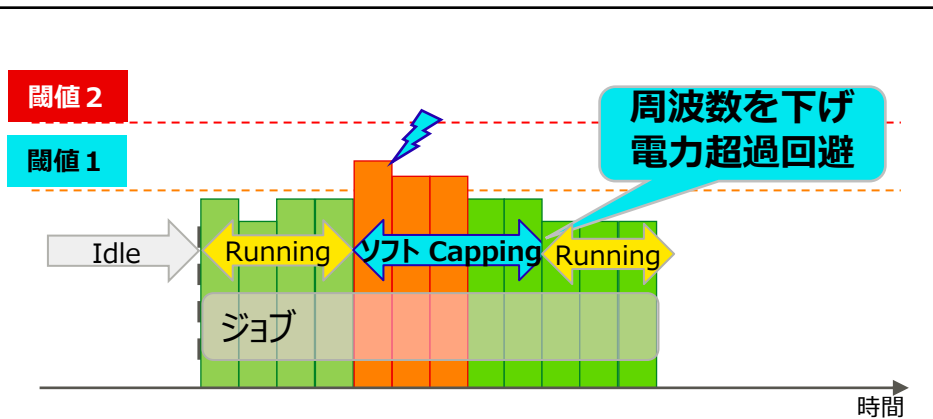 閾値２
周波数を下げ
電力超過回避
閾値１
Idle
Running
ソフト Capping
Running
ジョブ
時間